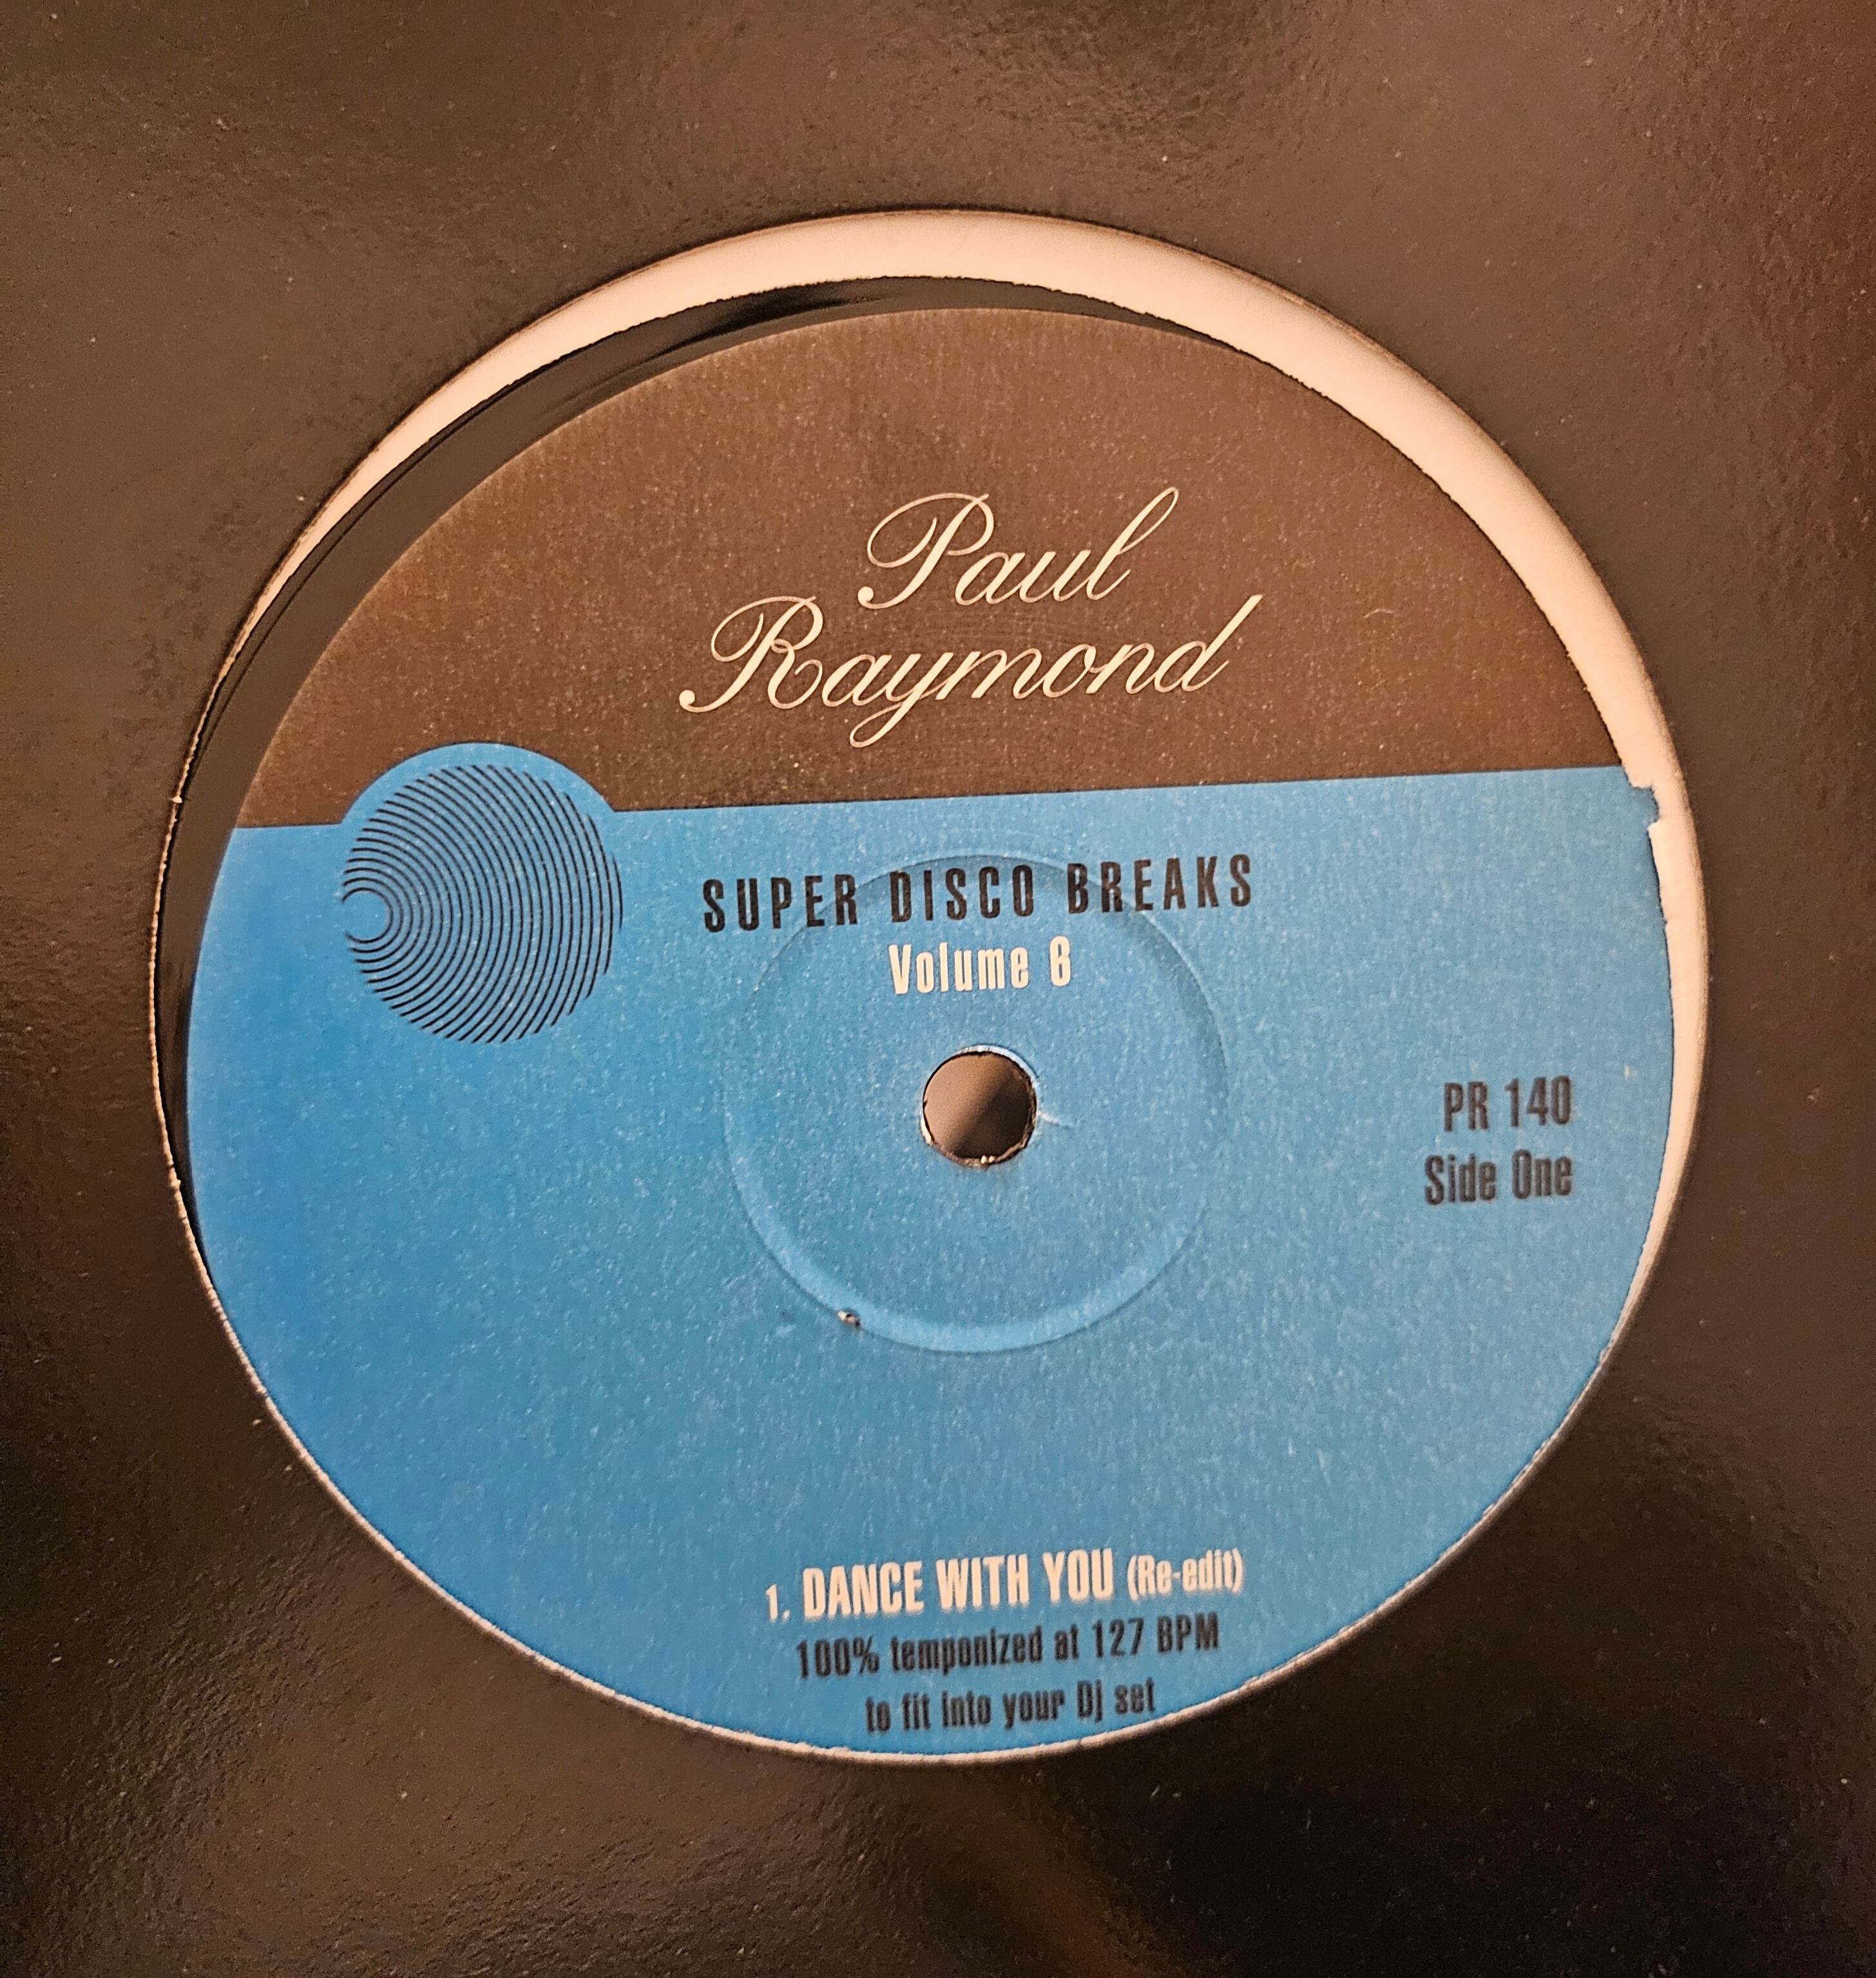 Paul
Raymond
SUPER DISCO BREAKS
Volume 6
PR 140
Side One
1. DANCE WITH YOU (Re-edit)
100% temponized at 127 BPM
to fit into your Dj set